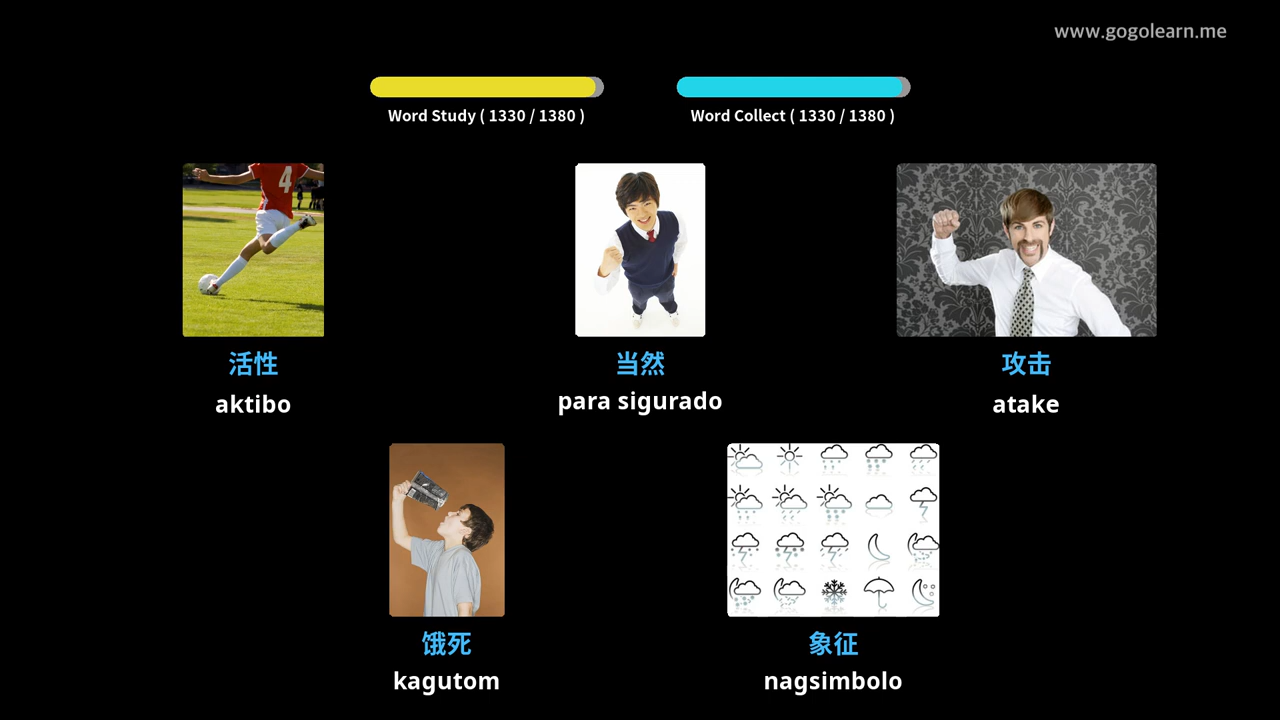 www.gogolearn.me
Word Study ( 1330 / 1380 )
Word Collect ( 1330 / 1380 )
4
活性
aktibo
当然
para sigurado
攻击
atake
饿死
kagutom
象征
nagsimbolo